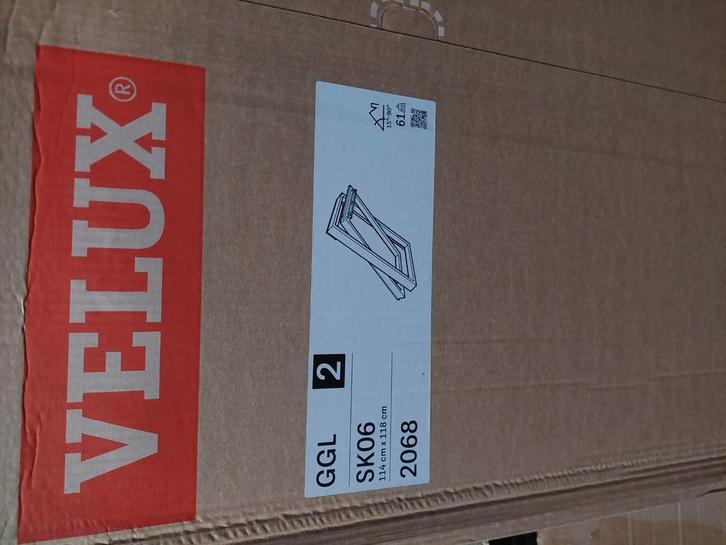 VELUX®
GGL 2
SK06
114 cm x 118 cm
2068
15°-90°
61